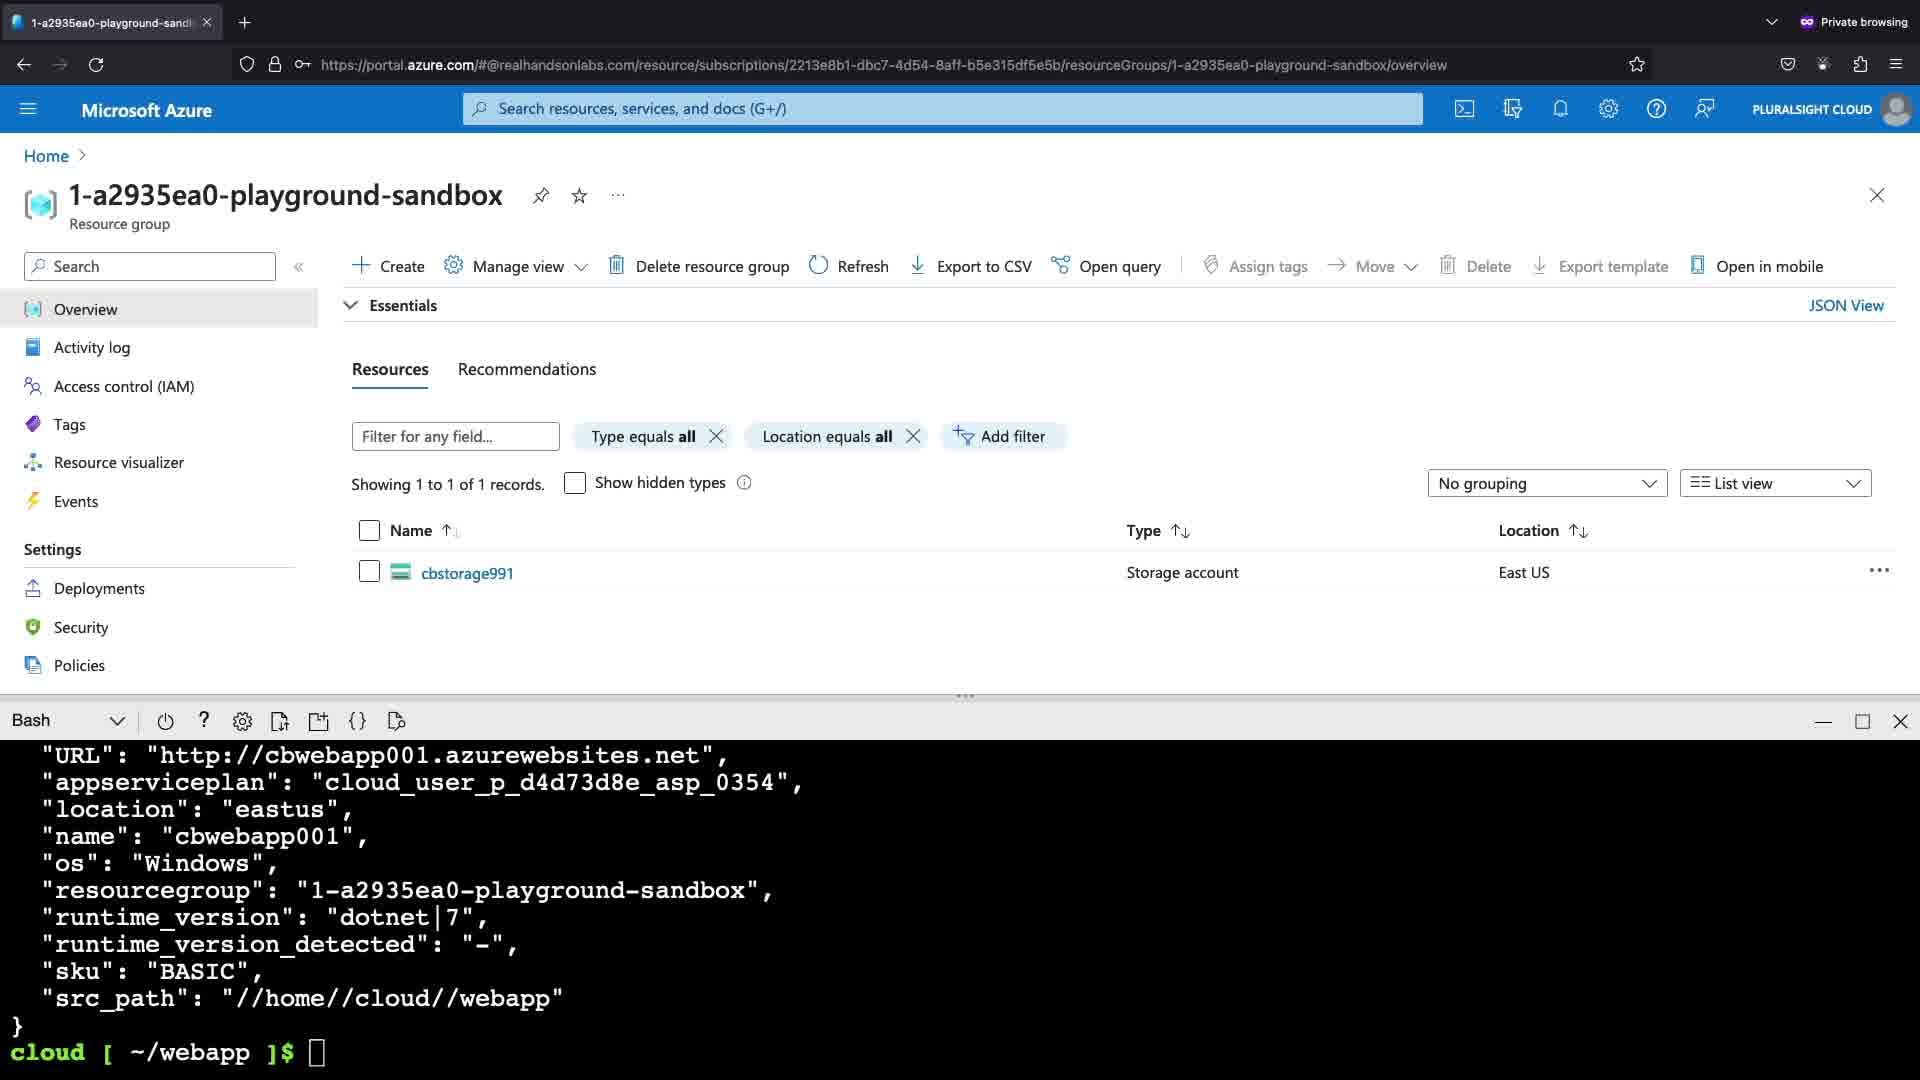 1-a2935ea0-playground-sand
Private browsing
https://portal.azure.com/#@realhandsonlabs.com/resource/subscriptions/2213e8b1-dbc7-4d54-8aff-b5e315df5e5b/resourceGroups/1-a2935ea0-playground-sandbox/overview
Microsoft Azure
Search resources, services, and docs (G+/)
PLURALSIGHT CLOUD
Home
1-a2935ea0-playground-sandbox
Resource group
Search
Create
Manage view
Delete resource group
Refresh
Export to CSV
Open query
Assign tags
Move
Delete
Export template
Open in mobile
Overview
Essentials
JSON View
Activity log
Access control (IAM)
Tags
Resource visualizer
Events
Settings
Deployments
Security
Policies
Resources
Recommendations
Filter for any field...
Type equals all
Location equals all
Add filter
Showing 1 to 1 of 1 records.
Show hidden types
No grouping
List view
Name
Type
Location
cbstorage991
Storage account
East US
Bash
"URL": "http://cbwebapp001.azurewebsites.net",
"appserviceplan": "cloud_user_p_d4d73d8e_asp_0354",
"location": "eastus",
"name": "cbwebapp001",
"os": "Windows",
"resourcegroup": "1-a2935ea0-playground-sandbox",
"runtime_version": "dotnet|7",
"runtime_version_detected": "-",
"sku": "BASIC",
"src_path": "//home//cloud//webapp"
}
cloud [ ~/webapp ]$